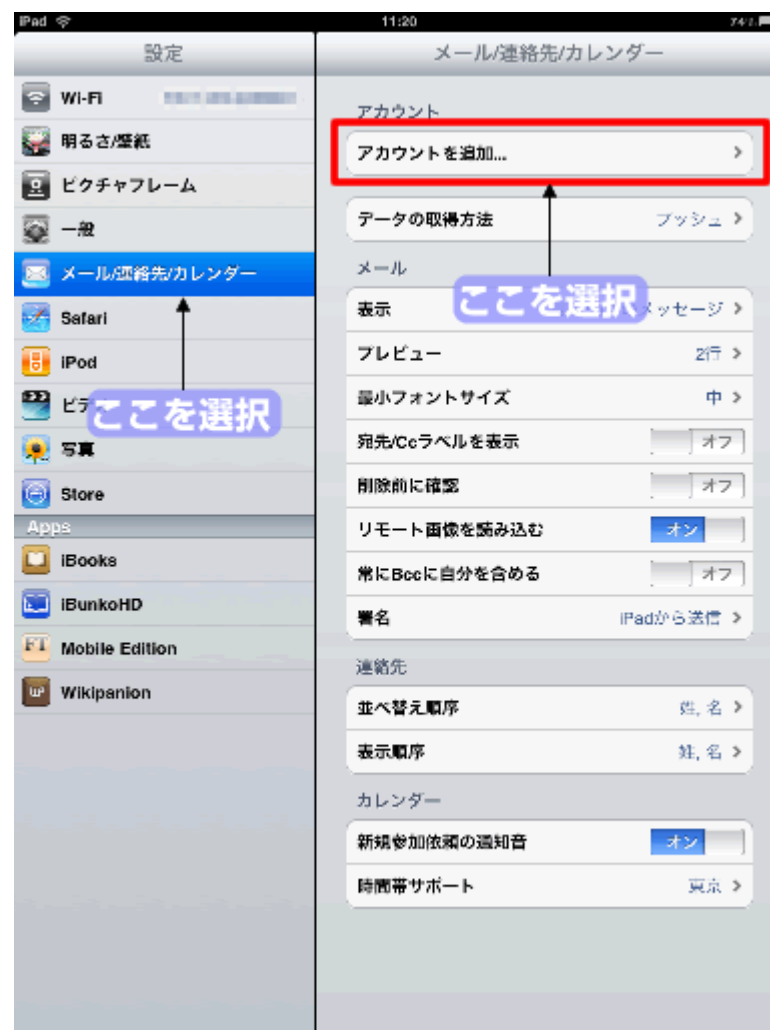 iPad
11:20
74%
設定
メール/連絡先/カレンダー
Wi-Fi
明るさ/壁紙
ピクチャフレーム
一般
メール/連絡先/カレンダー
Safari
iPod
ここを選択
写真
Store
Apps
iBooks
iBunkoHD
Mobile Edition
Wikipanion
アカウント
アカウントを追加...
データの取得方法
プッシュ
メール
ここを選択
表示
メッセージ
プレビュー
2行
最小フォントサイズ
中
宛先/Ccラベルを表示
オフ
削除前に確認
オフ
リモート画像を読み込む
オン
常にBccに自分を含める
オフ
署名
iPadから送信
連絡先
並べ替え順序
姓, 名
表示順序
姓, 名
カレンダー
新規参加依頼の通知音
オン
時間帯サポート
東京